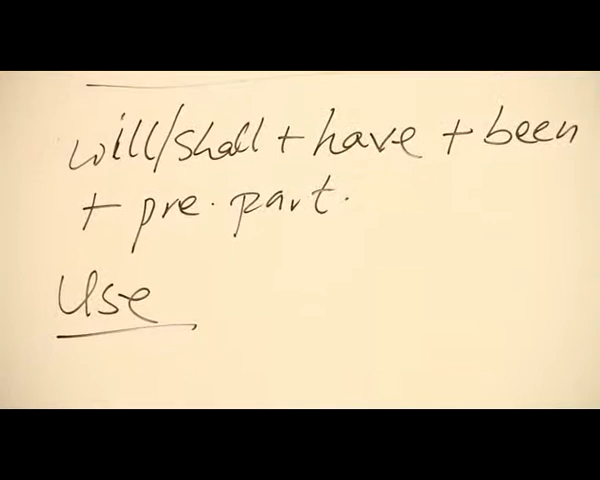 will/shall + have + been
+ pre. part.
Use